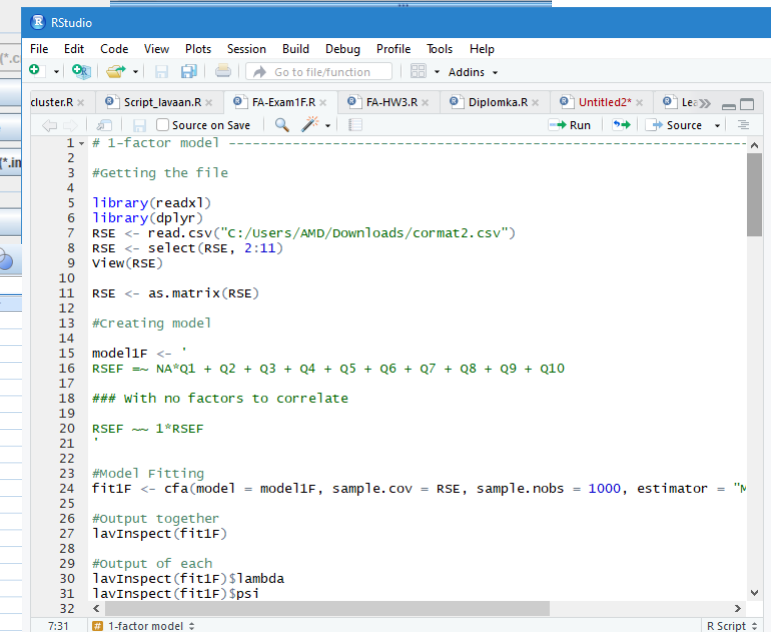 RStudio
File Edit Code View Plots Session Build Debug Profile Tools Help
Go to file/function Addins
cluster.R Script_lavaan.R FA-Exam1F.R FA-HW3.R Diplomka.R Untitled2* Lea
Source on Save Run Source
1 # 1-factor model ----------------------------------------------------------------
2
3 #Getting the file
4
5 library(readxl)
6 library(dplyr)
7 RSE <- read.csv("C:/Users/AMD/Downloads/cormat2.csv")
8 RSE <- select(RSE, 2:11)
9 View(RSE)
10
11 RSE <- as.matrix(RSE)
12
13 #Creating model
14
15 model1F <- '
16 RSEF =~ NA*Q1 + Q2 + Q3 + Q4 + Q5 + Q6 + Q7 + Q8 + Q9 + Q10
17
18 ### With no factors to correlate
19
20 RSEF ~~ 1*RSEF
21 '
22
23 #Model Fitting
24 fit1F <- cfa(model = model1F, sample.cov = RSE, sample.nobs = 1000, estimator = "M
25
26 #Output together
27 lavInspect(fit1F)
28
29 #Output of each
30 lavInspect(fit1F)$lambda
31 lavInspect(fit1F)$psi
32
7:31 # 1-factor model R Script
(*.c
(*.in